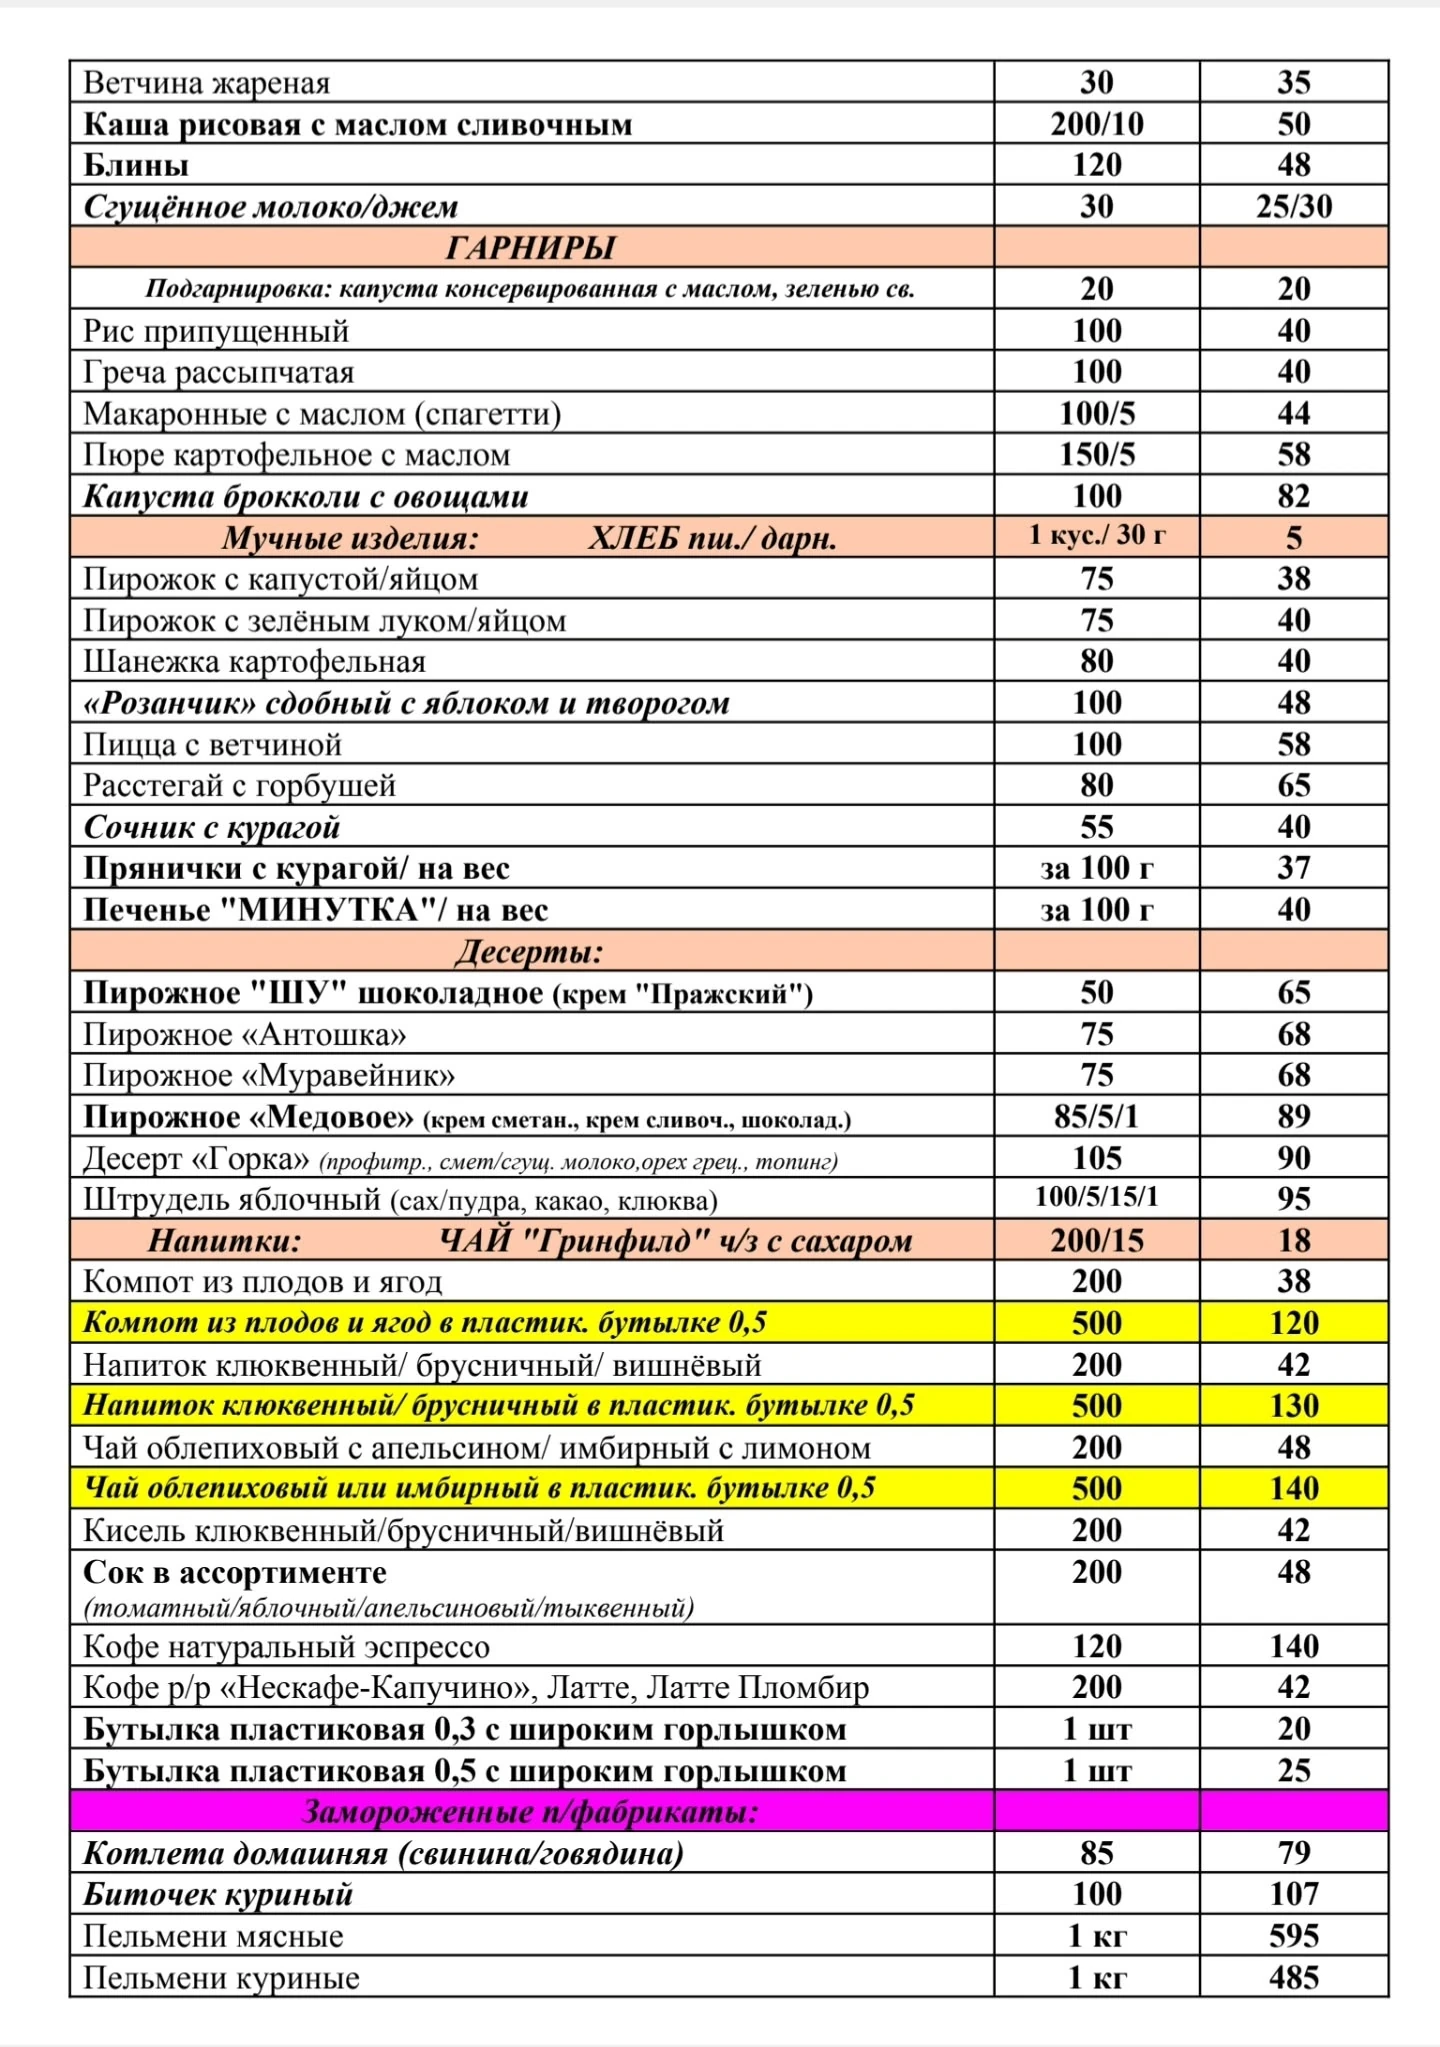 Ветчина жареная 30 35
Каша рисовая с маслом сливочным 200/10 50
Блины 120 48
Сгущённое молоко/джем 30 25/30
ГАРНИРЫ
Подгарнировка: капуста консервированная с маслом, зеленью св. 20 20
Рис припущенный 100 40
Греча рассыпчатая 100 40
Макаронные с маслом (спагетти) 100/5 44
Пюре картофельное с маслом 150/5 58
Капуста брокколи с овощами 100 82
Мучные изделия: ХЛЕБ пш./ дарн. 1 кус./ 30 г 5
Пирожок с капустой/яйцом 75 38
Пирожок с зелёным луком/яйцом 75 40
Шанежка картофельная 80 40
«Розанчик» сдобный с яблоком и творогом 100 48
Пицца с ветчиной 100 58
Расстегай с горбушей 80 65
Сочник с курагой 55 40
Прянички с курагой/ на вес за 100 г 37
Печенье "МИНУТКА"/ на вес за 100 г 40
Десерты:
Пирожное "ШУ" шоколадное (крем "Пражский") 50 65
Пирожное «Антошка» 75 68
Пирожное «Муравейник» 75 68
Пирожное «Медовое» (крем сметан., крем сливоч., шоколад.) 85/5/1 89
Десерт «Горка» (профитр., смет/сгущ. молоко,орех грец., топинг) 105 90
Штрудель яблочный (сах/пудра, какао, клюква) 100/5/15/1 95
Напитки: ЧАЙ "Гринфилд" ч/з с сахаром 200/15 18
Компот из плодов и ягод 200 38
Компот из плодов и ягод в пластик. бутылке 0,5 500 120
Напиток клюквенный/ брусничный/ вишнёвый 200 42
Напиток клюквенный/ брусничный в пластик. бутылке 0,5 500 130
Чай облепиховый с апельсином/ имбирный с лимоном 200 48
Чай облепиховый или имбирный в пластик. бутылке 0,5 500 140
Кисель клюквенный/брусничный/вишнёвый 200 42
Сок в ассортименте 200 48
(томатный/яблочный/апельсиновый/тыквенный)
Кофе натуральный эспрессо 120 140
Кофе р/р «Нескафе-Капучино», Латте, Латте Пломбир 200 42
Бутылка пластиковая 0,3 с широким горлышком 1 шт 20
Бутылка пластиковая 0,5 с широким горлышком 1 шт 25
Замороженные п/фабрикаты:
Котлета домашняя (свинина/говядина) 85 79
Биточек куриный 100 107
Пельмени мясные 1 кг 595
Пельмени куриные 1 кг 485